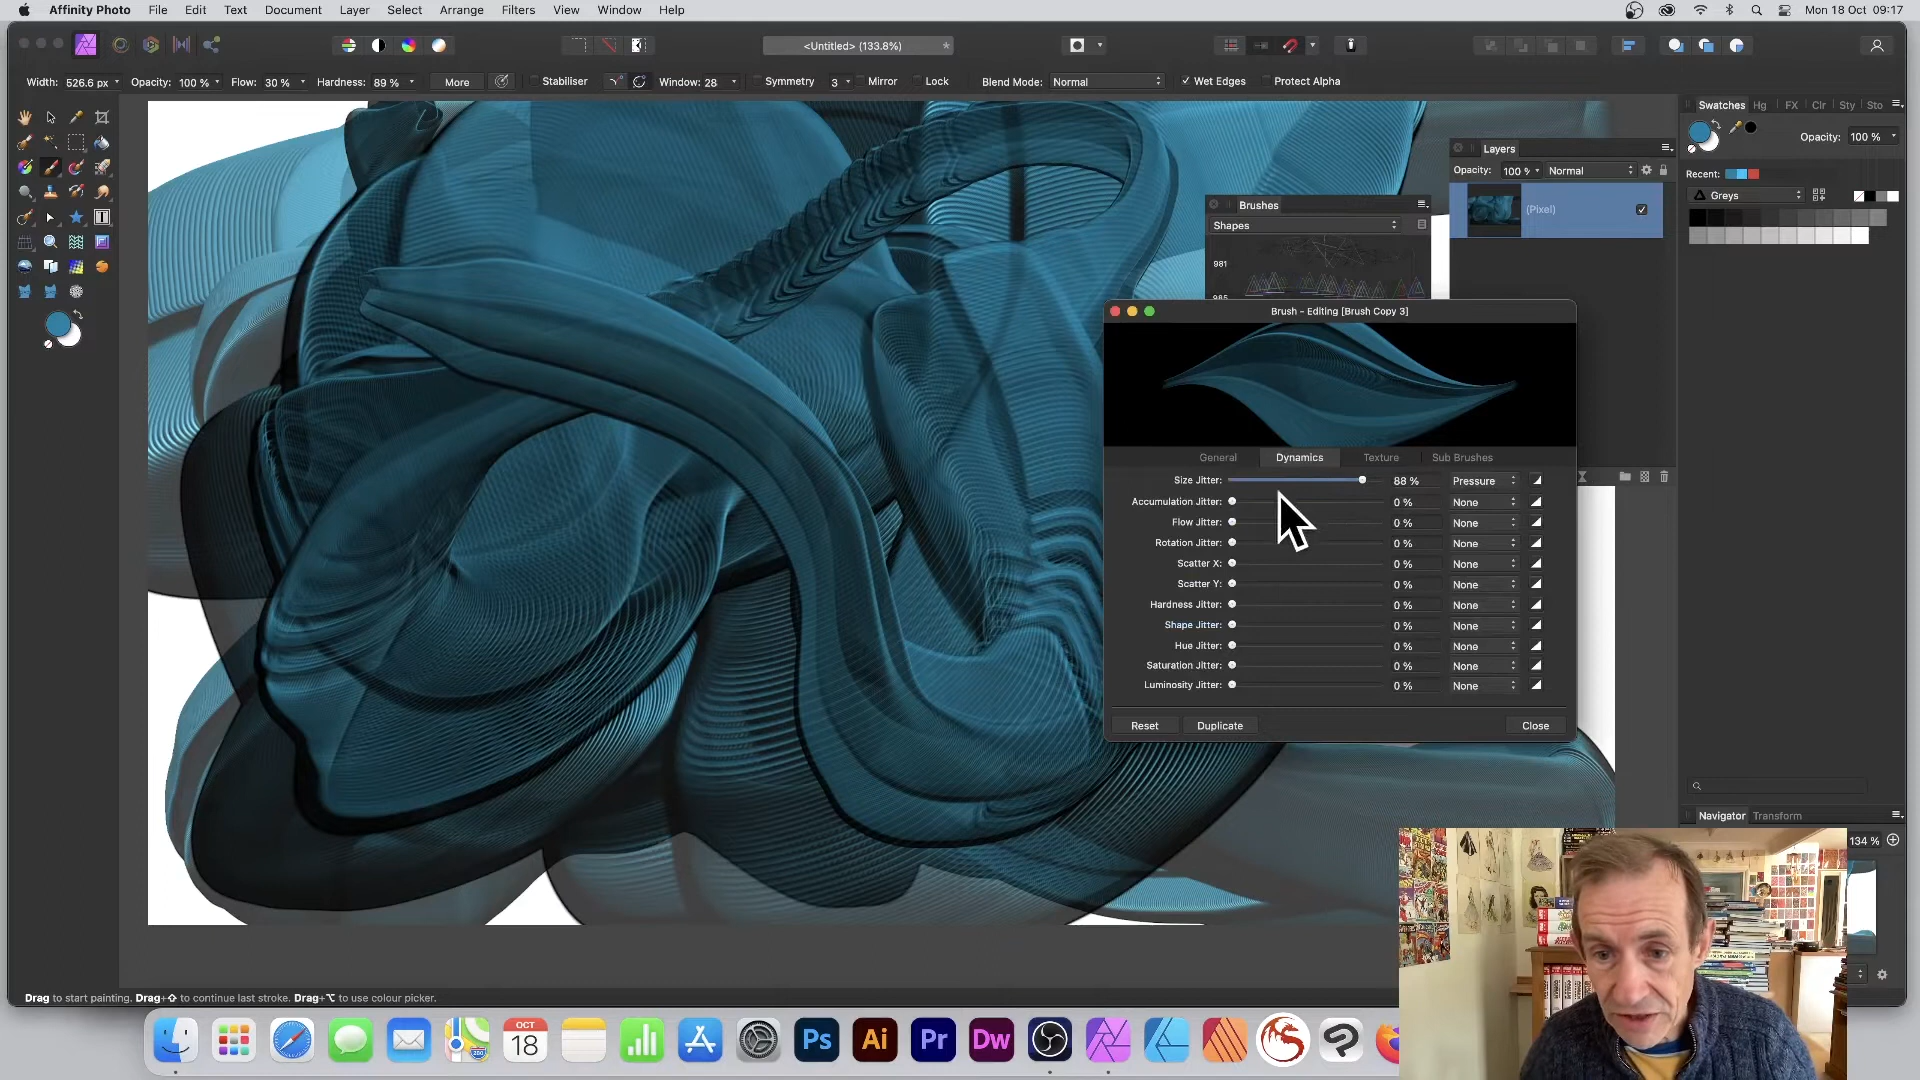 Affinity Photo File Edit Text Document Layer Select Arrange Filters View Window Help Mon 18 Oct 09:17
<Untitled> (133.8%) *
Width: 526.6 px Opacity: 100 % Flow: 30 % Hardness: 89 % More Stabiliser Window: 28 Symmetry 3 Mirror Lock Blend Mode: Normal Wet Edges Protect Alpha
Swatches Hg FX Clr Sty Sto
Opacity: 100 %
Recent:
Greys
Layers
Opacity: 100 % Normal
(Pixel)
Brushes
Shapes
981
985
Brush - Editing [Brush Copy 3]
General Dynamics Texture Sub Brushes
Size Jitter: 88 % Pressure
Accumulation Jitter: 0 % None
Flow Jitter: 0 % None
Rotation Jitter: 0 % None
Scatter X: 0 % None
Scatter Y: 0 % None
Hardness Jitter: 0 % None
Shape Jitter: 0 % None
Hue Jitter: 0 % None
Saturation Jitter: 0 % None
Luminosity Jitter: 0 % None
Reset Duplicate Close
Navigator Transform
134 %
Drag to start painting. Drag+⇧ to continue last stroke. Drag+⌥ to use colour picker.
OCT
18
Ps Ai Pr Dw